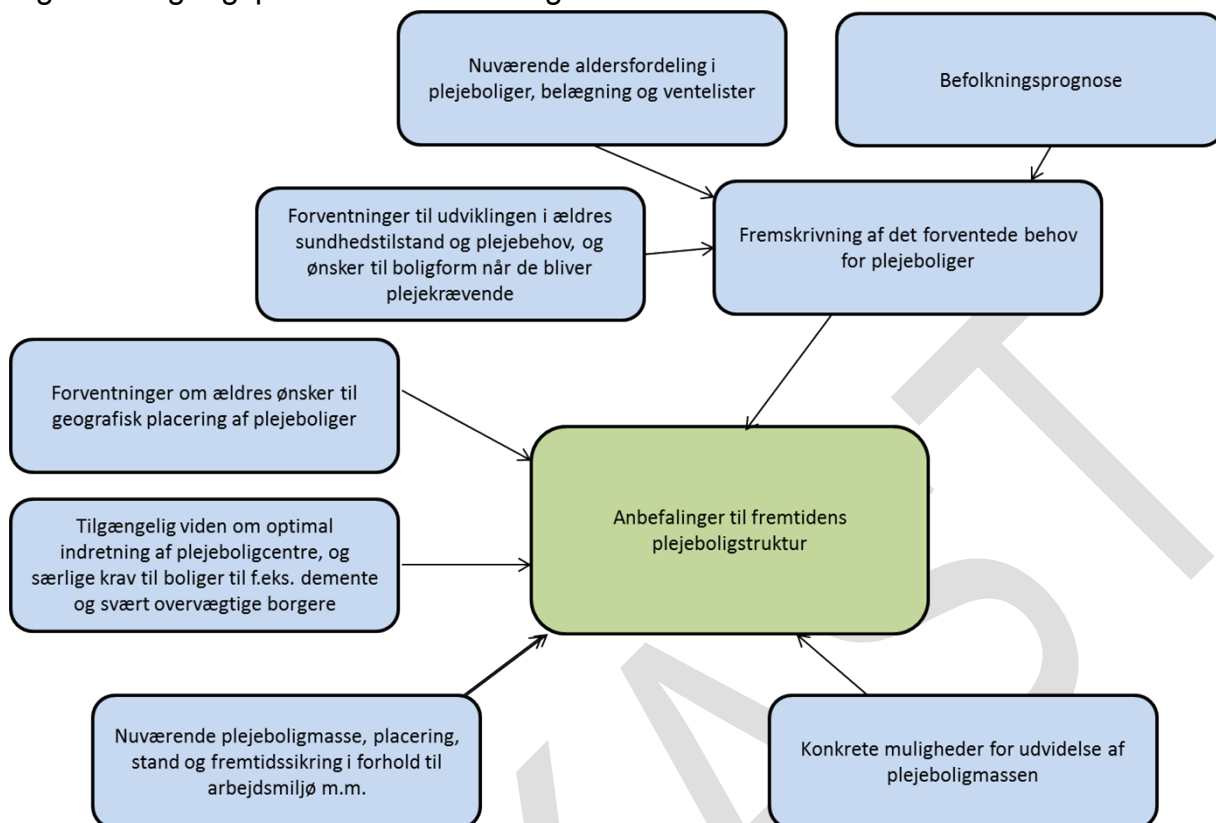 Nuværende aldersfordeling i
plejeboliger, belægning og ventelister
Befolkningsprognose
Forventninger til udviklingen i ældres
sundhedstilstand og plejebehov, og
ønsker til boligform når de bliver
plejekrævende
Fremskrivning af det forventede behov
for plejeboliger
Forventninger om ældres ønsker til
geografisk placering af plejeboliger
Tilgængelig viden om optimal
indretning af plejeboligcentre, og
særlige krav til boliger til f.eks. demente
og svært overvægtige borgere
Anbefalinger til fremtidens
plejeboligstruktur
Nuværende plejeboligmasse, placering,
stand og fremtidssikring i forhold til
arbejdsmiljø m.m.
Konkrete muligheder for udvidelse af
plejeboligmassen